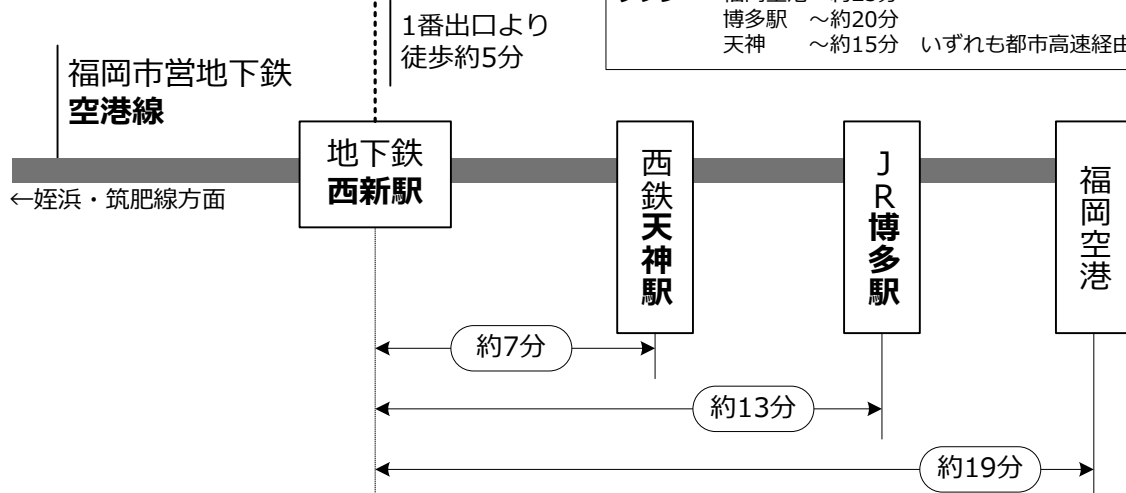 1番出口より
徒歩約5分
博多駅 ～約20分
天神 ～約15分 いずれも都市高速経由
福岡市営地下鉄
空港線
地下鉄
西新駅
西鉄天神駅
JR博多駅
福岡空港
←姪浜・筑肥線方面
約7分
約13分
約19分